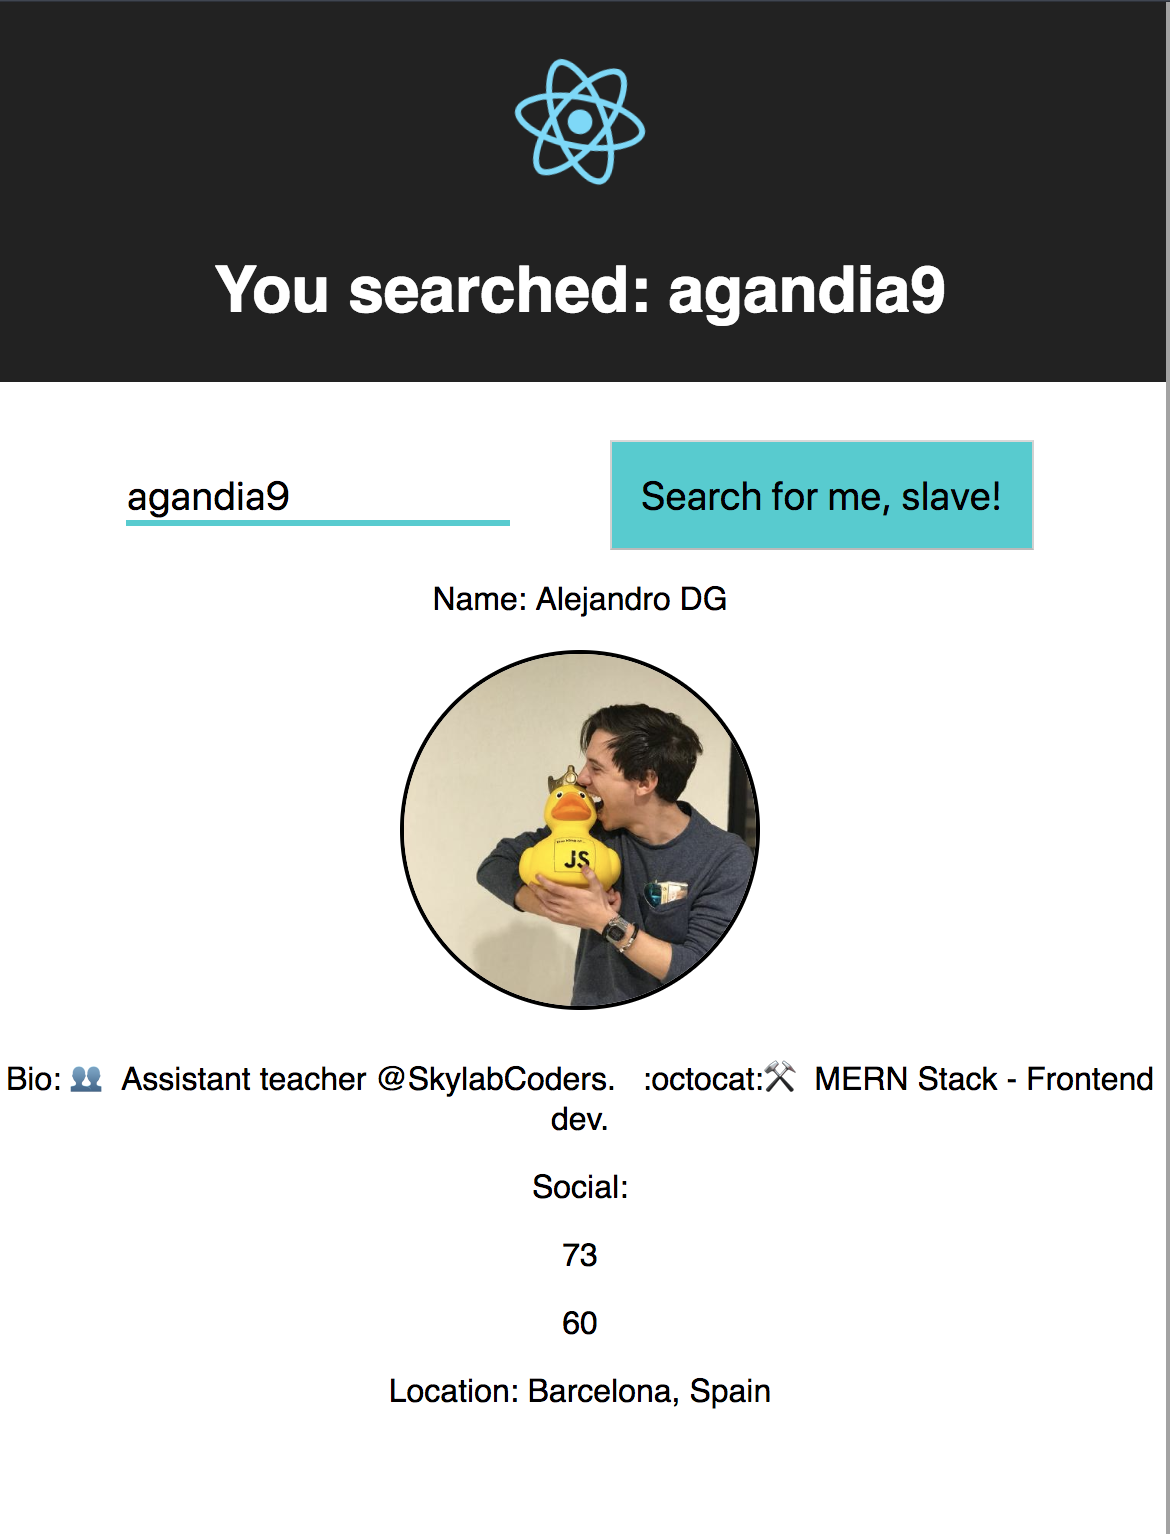 You searched: agandia9
agandia9
Search for me, slave!
Name: Alejandro DG
JS
Bio: 👥 Assistant teacher @SkylabCoders. :octocat:⚒ MERN Stack - Frontend
dev.
Social:
73
60
Location: Barcelona, Spain